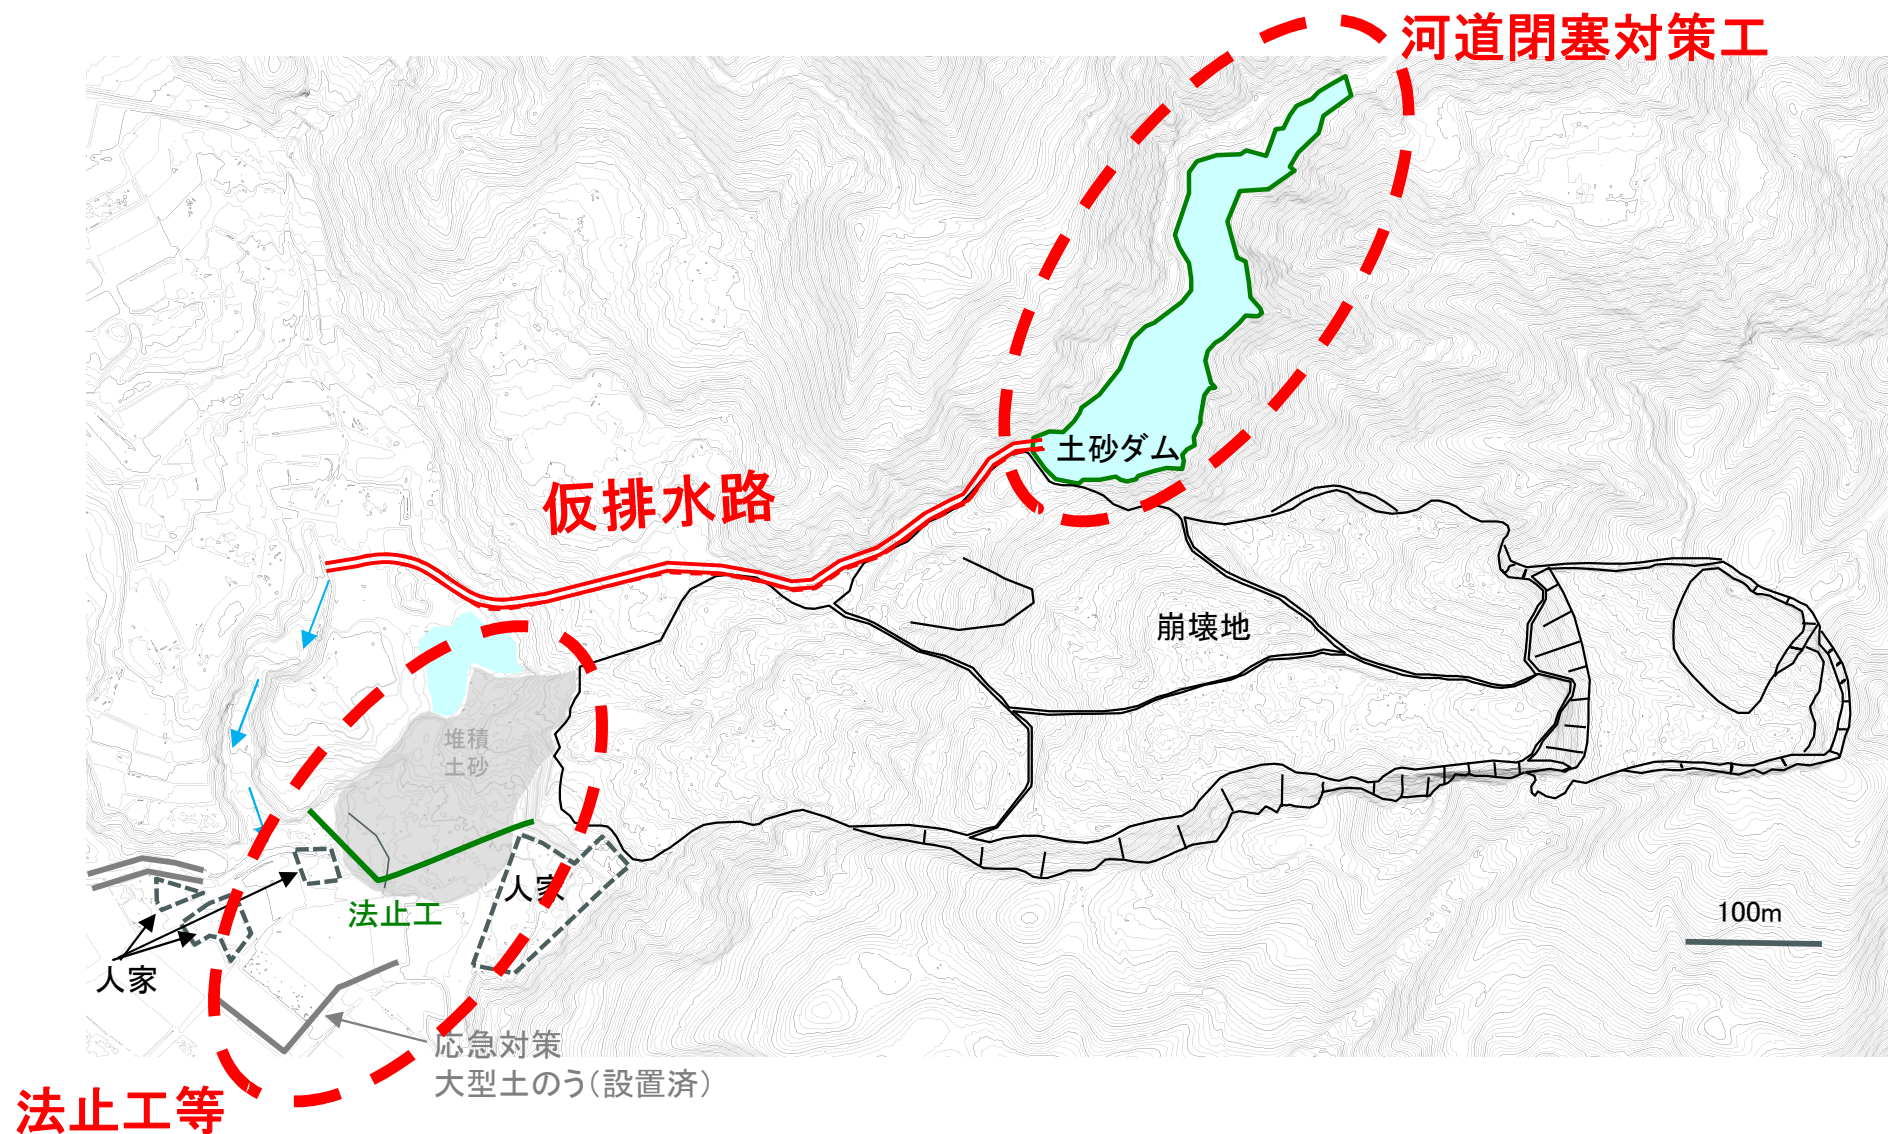 河道閉塞対策工
土砂ダム
仮排水路
崩壊地
堆積
土砂
人家
法止工
100m
人家
応急対策
大型土のう(設置済)
法止工等